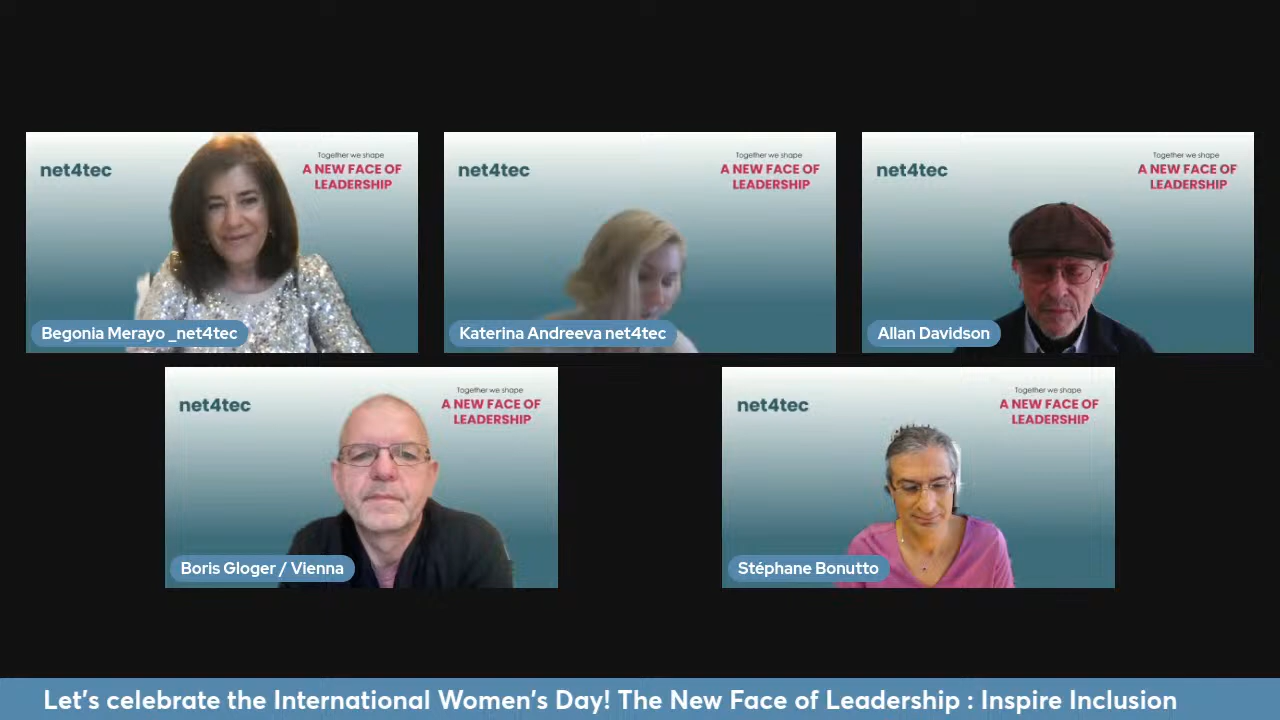 net4tec
Together we shape
A NEW FACE OF
LEADERSHIP
Begonia Merayo _net4tec
net4tec
Together we shape
A NEW FACE OF
LEADERSHIP
Katerina Andreeva net4tec
net4tec
Together we shape
A NEW FACE OF
LEADERSHIP
Allan Davidson
net4tec
Together we shape
A NEW FACE OF
LEADERSHIP
Boris Gloger / Vienna
net4tec
Together we shape
A NEW FACE OF
LEADERSHIP
Stéphane Bonutto
Let's celebrate the International Women's Day! The New Face of Leadership : Inspire Inclusion